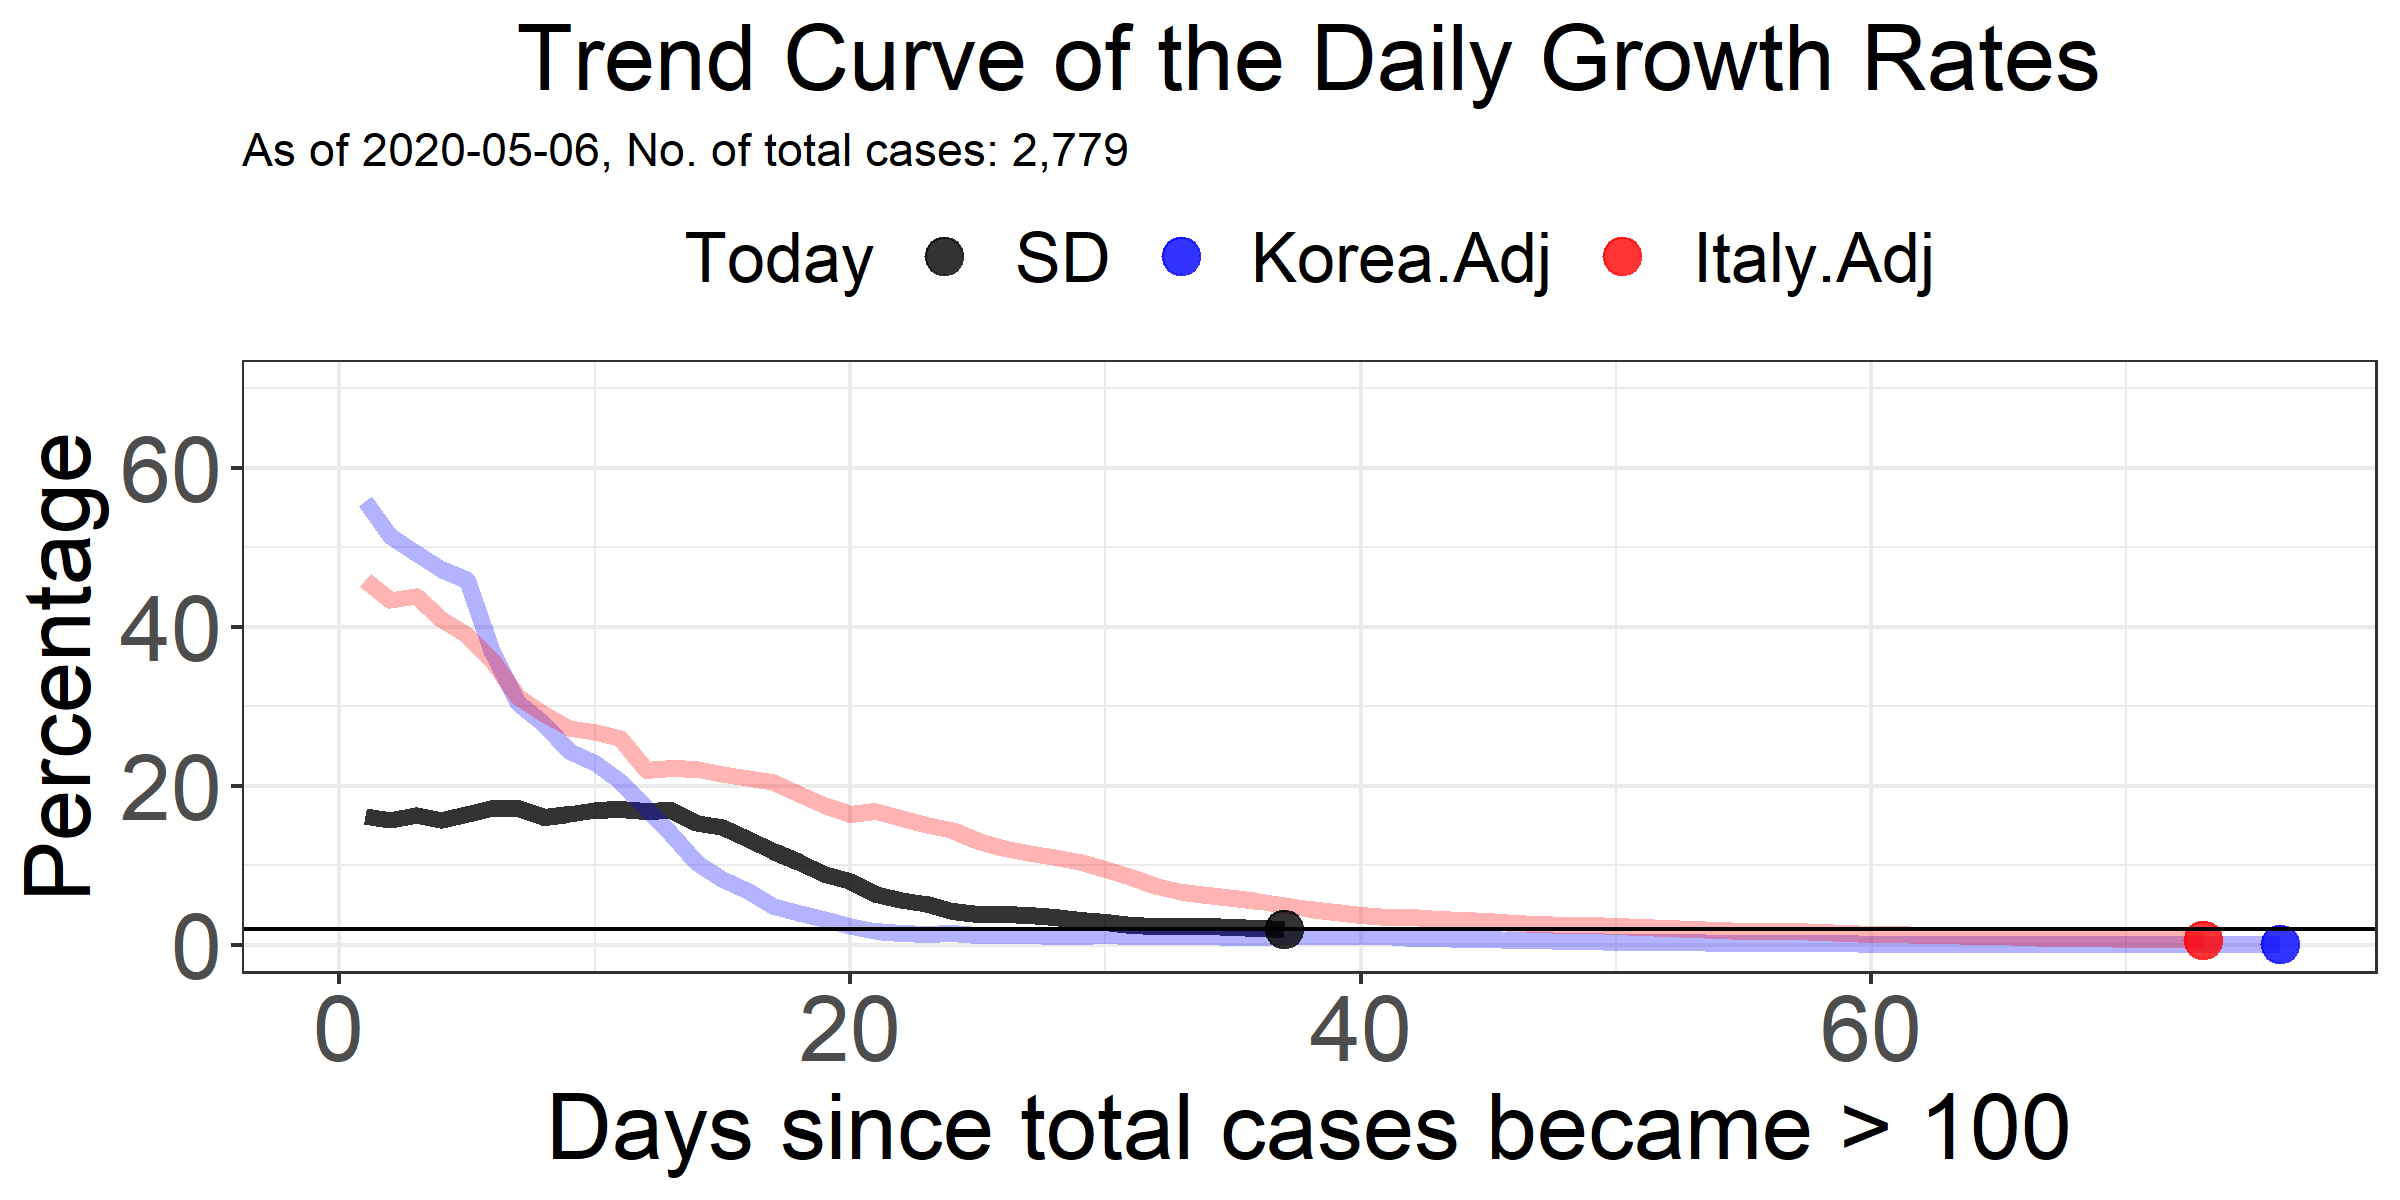 Trend Curve of the Daily Growth Rates
As of 2020-05-06, No. of total cases: 2,779
Today SD Korea.Adj Italy.Adj
Percentage
60
40
20
0
0 20 40 60
Days since total cases became > 100